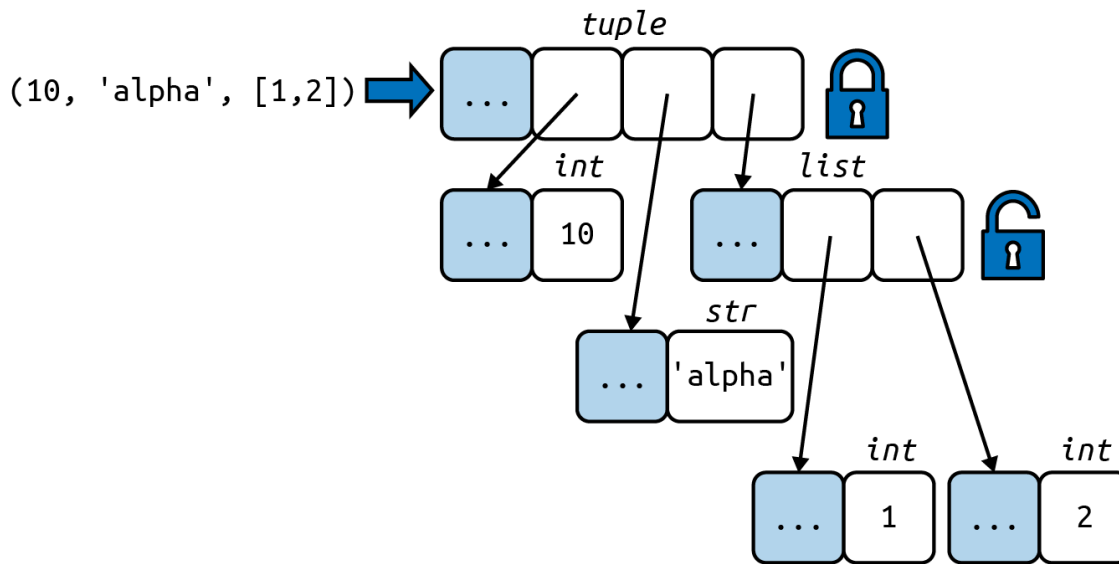 tuple
(10, 'alpha', [1,2])
...
int
list
...
10
...
str
...
'alpha'
int
int
...
1
...
2